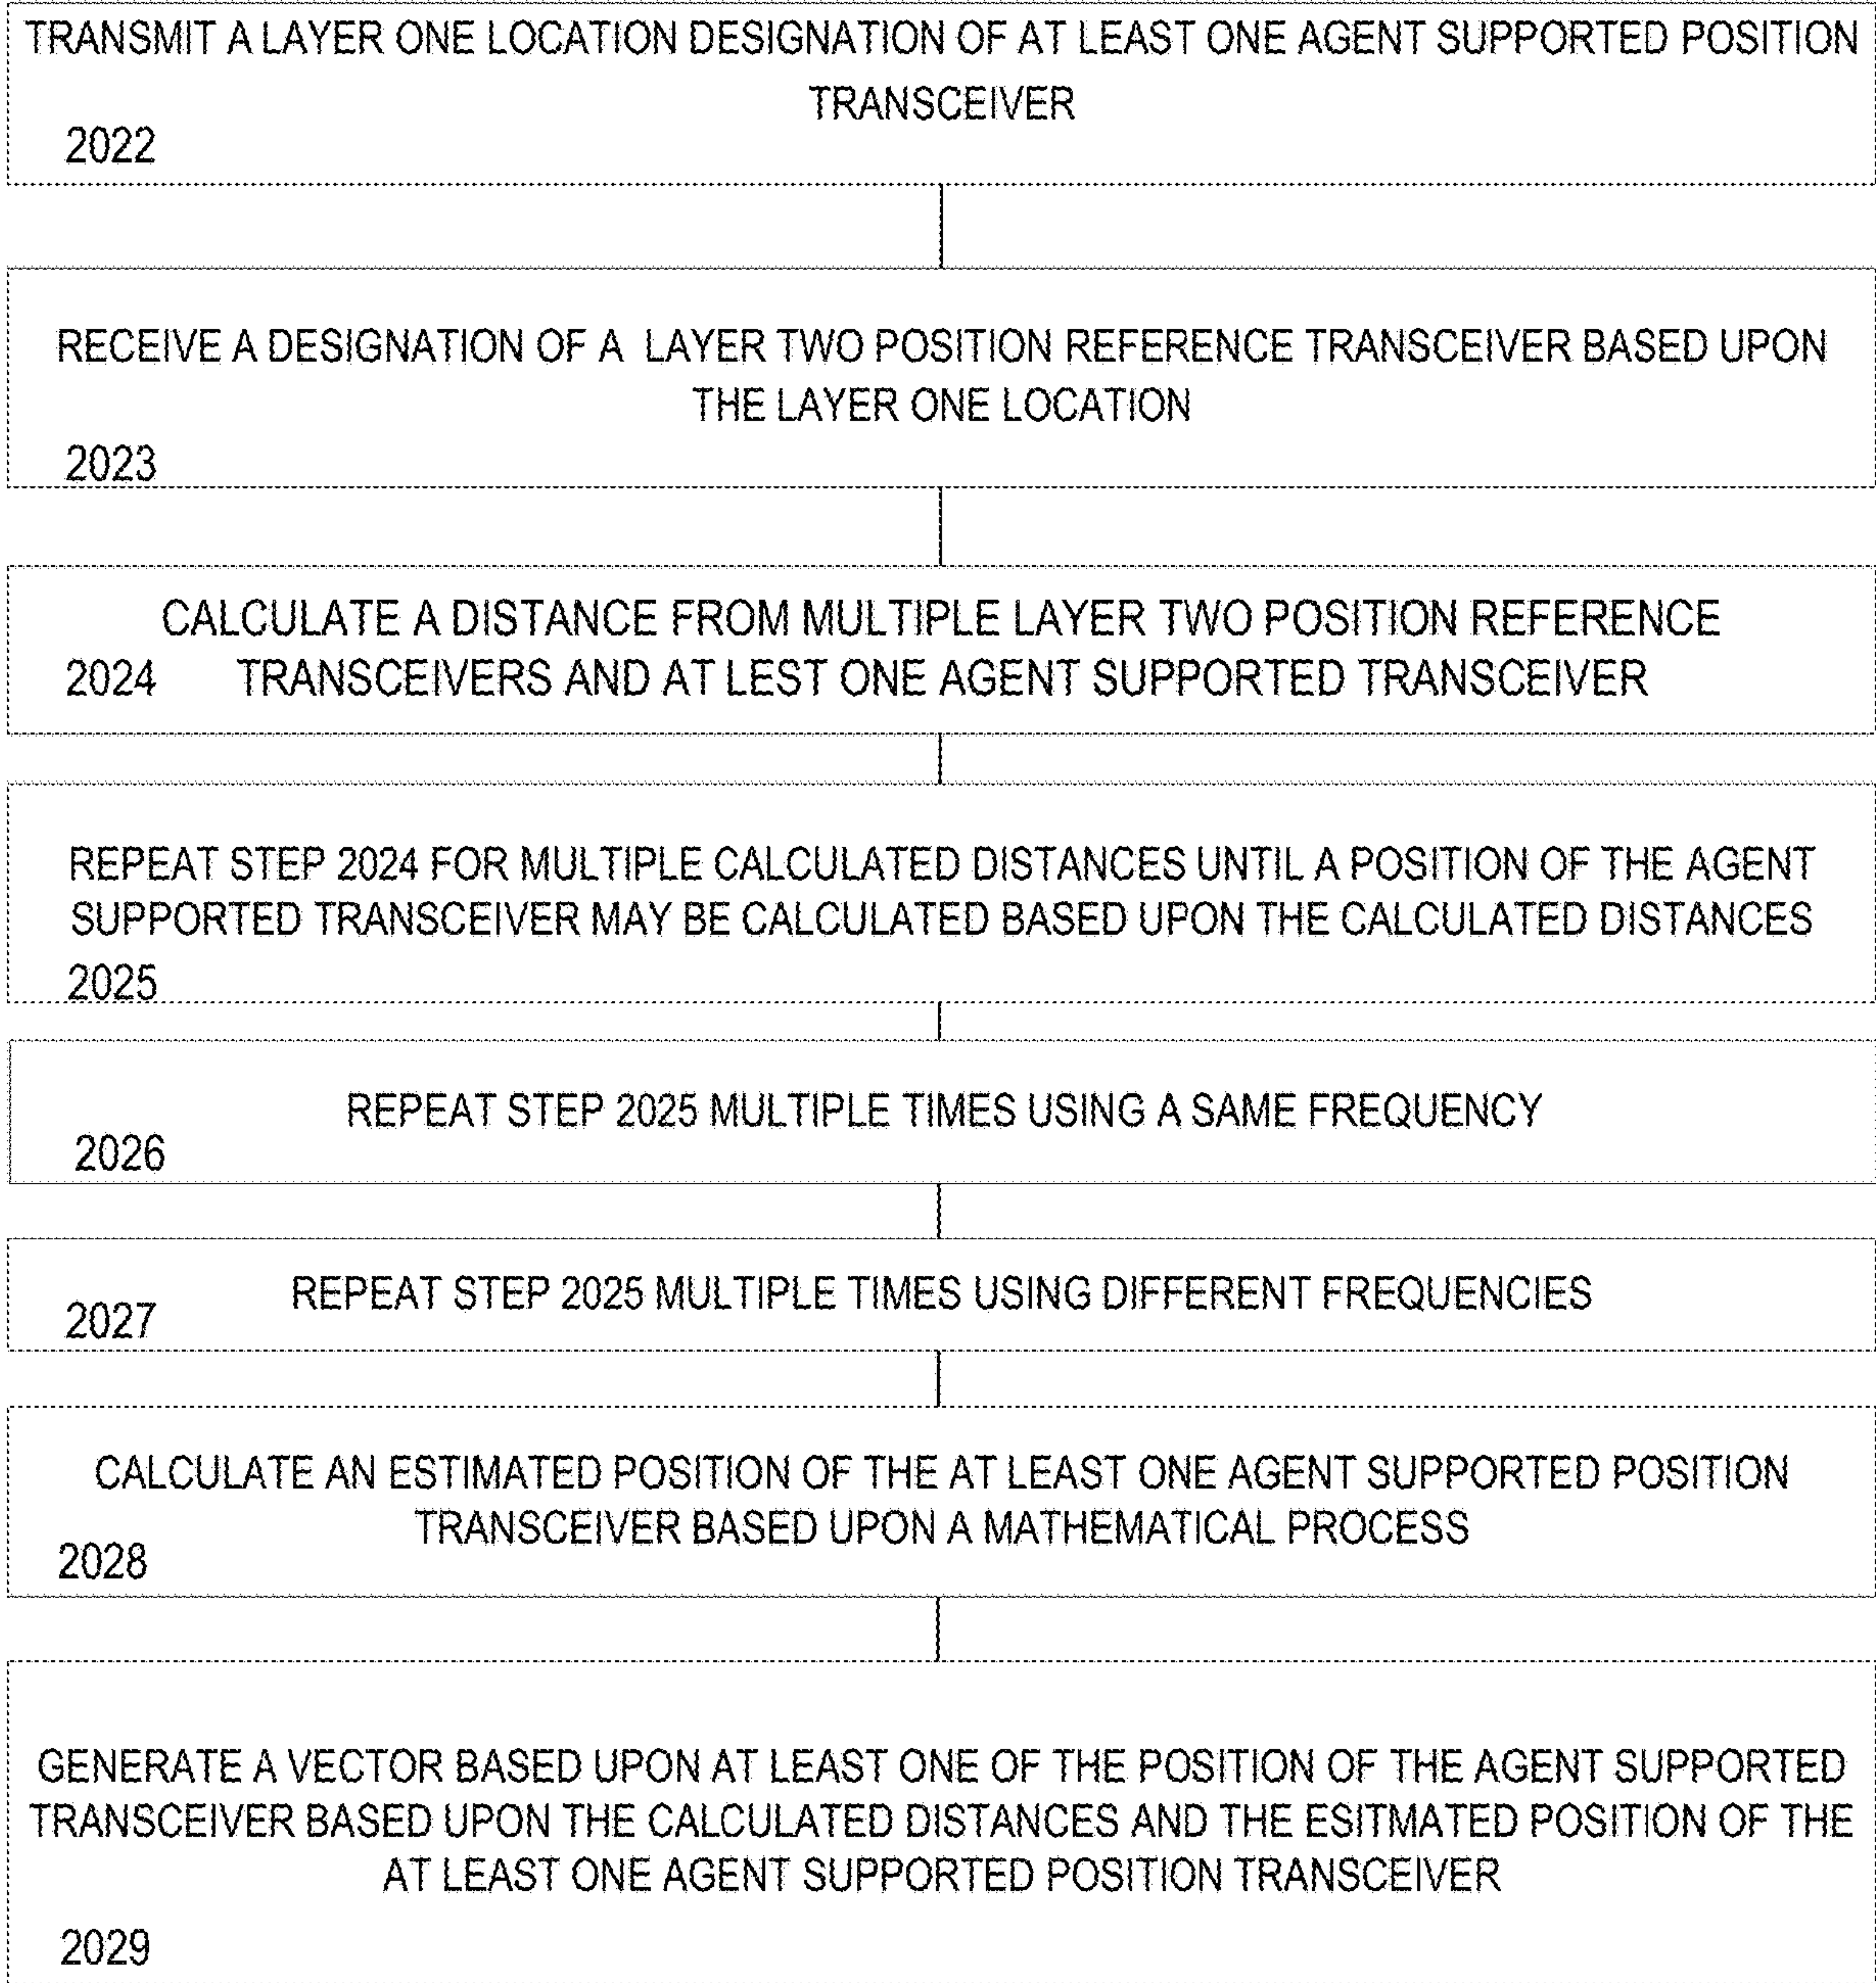 TRANSMIT A LAYER ONE LOCATION DESIGNATION OF AT LEAST ONE AGENT SUPPORTED POSITION
TRANSCEIVER
2022
RECEIVE A DESIGNATION OF A LAYER TWO POSITION REFERENCE TRANSCEIVER BASED UPON
THE LAYER ONE LOCATION
2023
CALCULATE A DISTANCE FROM MULTIPLE LAYER TWO POSITION REFERENCE
2024 TRANSCEIVERS AND AT LEST ONE AGENT SUPPORTED TRANSCEIVER
REPEAT STEP 2024 FOR MULTIPLE CALCULATED DISTANCES UNTIL A POSITION OF THE AGENT
SUPPORTED TRANSCEIVER MAY BE CALCULATED BASED UPON THE CALCULATED DISTANCES
2025
REPEAT STEP 2025 MULTIPLE TIMES USING A SAME FREQUENCY
2026
REPEAT STEP 2025 MULTIPLE TIMES USING DIFFERENT FREQUENCIES
2027
CALCULATE AN ESTIMATED POSITION OF THE AT LEAST ONE AGENT SUPPORTED POSITION
TRANSCEIVER BASED UPON A MATHEMATICAL PROCESS
2028
GENERATE A VECTOR BASED UPON AT LEAST ONE OF THE POSITION OF THE AGENT SUPPORTED
TRANSCEIVER BASED UPON THE CALCULATED DISTANCES AND THE ESITMATED POSITION OF THE
AT LEAST ONE AGENT SUPPORTED POSITION TRANSCEIVER
2029